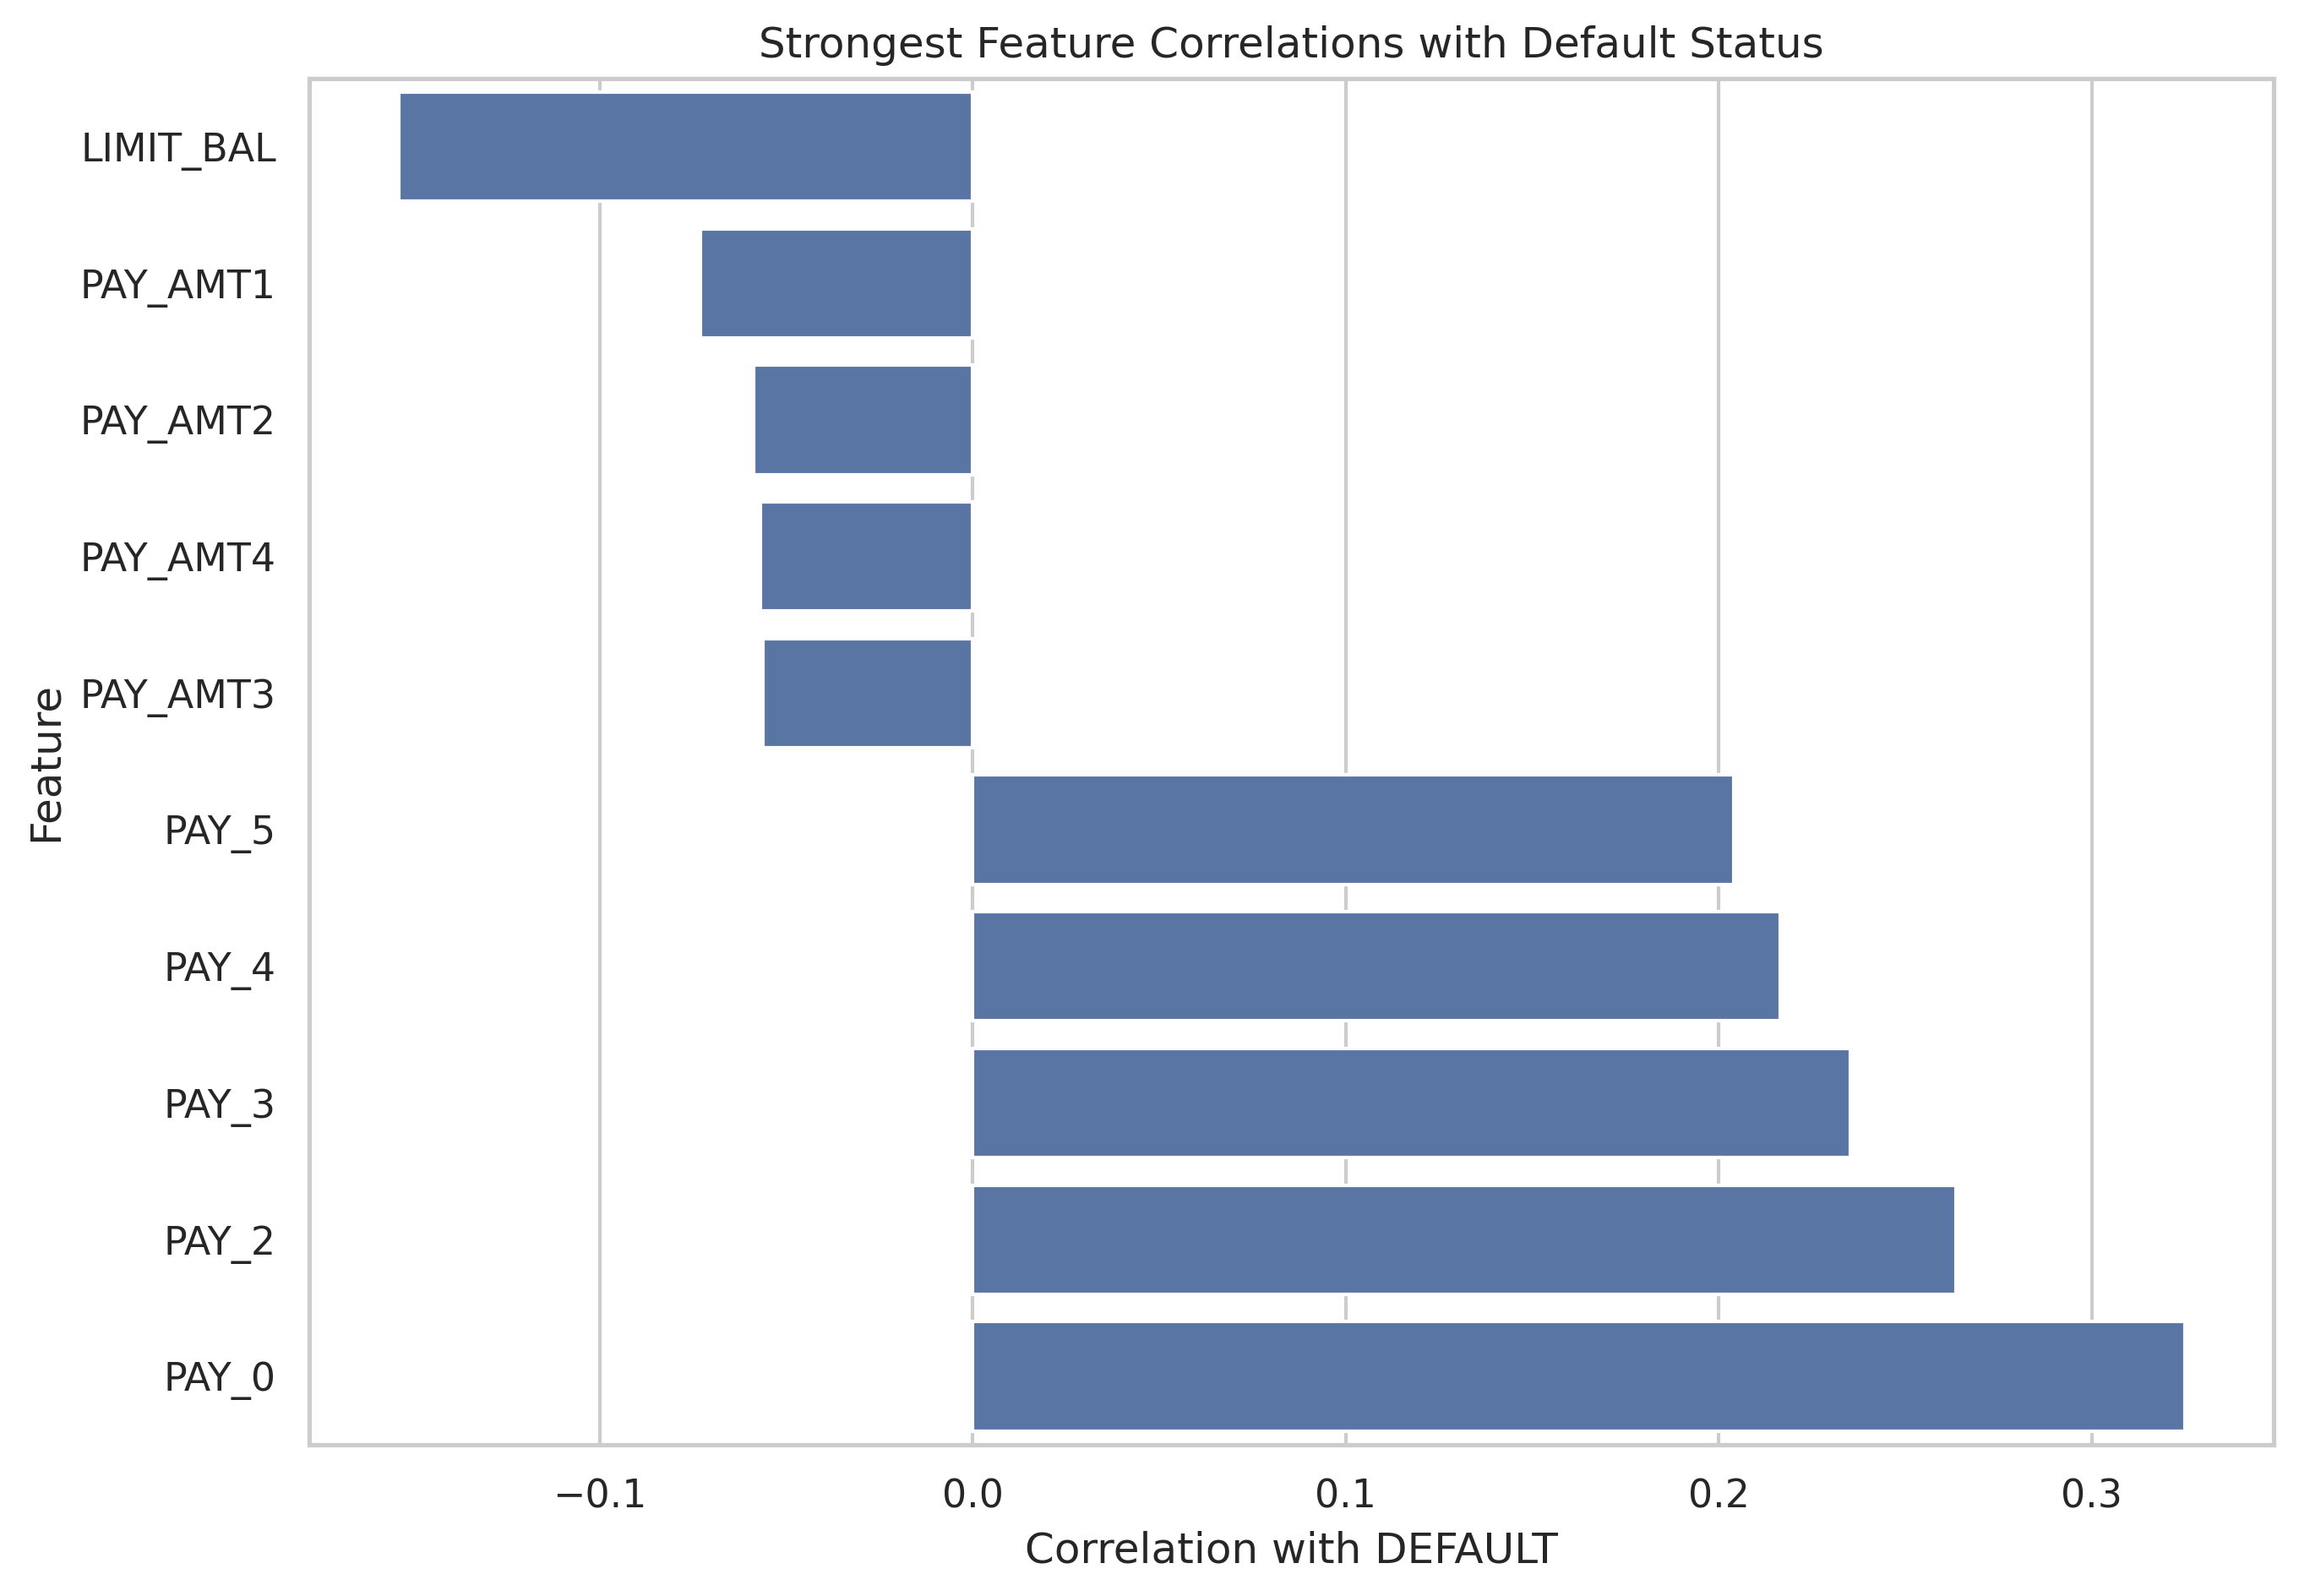 Strongest Feature Correlations with Default Status
LIMIT_BAL
PAY_AMT1
PAY_AMT2
PAY_AMT4
PAY_AMT3
PAY_5
PAY_4
PAY_3
PAY_2
PAY_0
Feature
−0.1 0.0 0.1 0.2 0.3
Correlation with DEFAULT